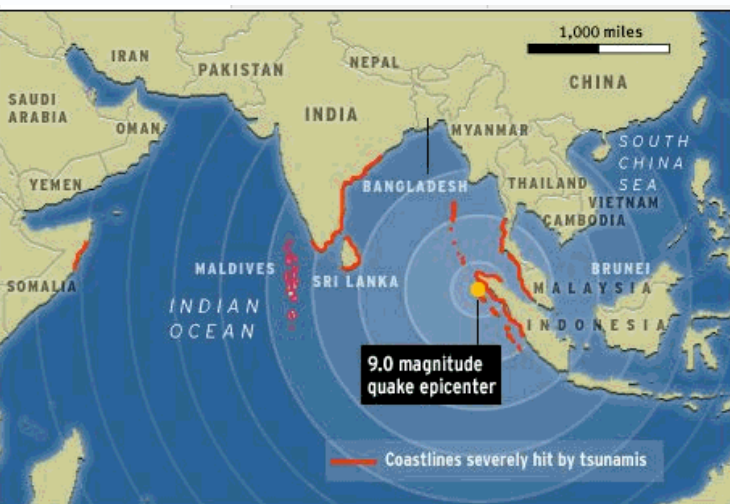 1,000 miles
IRAN
PAKISTAN
NEPAL
CHINA
SAUDI
ARABIA
OMAN
INDIA
MYANMAR
SOUTH
CHINA
SEA
YEMEN
BANGLADESH
THAILAND
VIETNAM
CAMBODIA
MALDIVES
SRI LANKA
BRUNEI
SOMALIA
MALAYSIA
INDIAN
OCEAN
INDONESIA
9.0 magnitude
quake epicenter
Coastlines severely hit by tsunamis